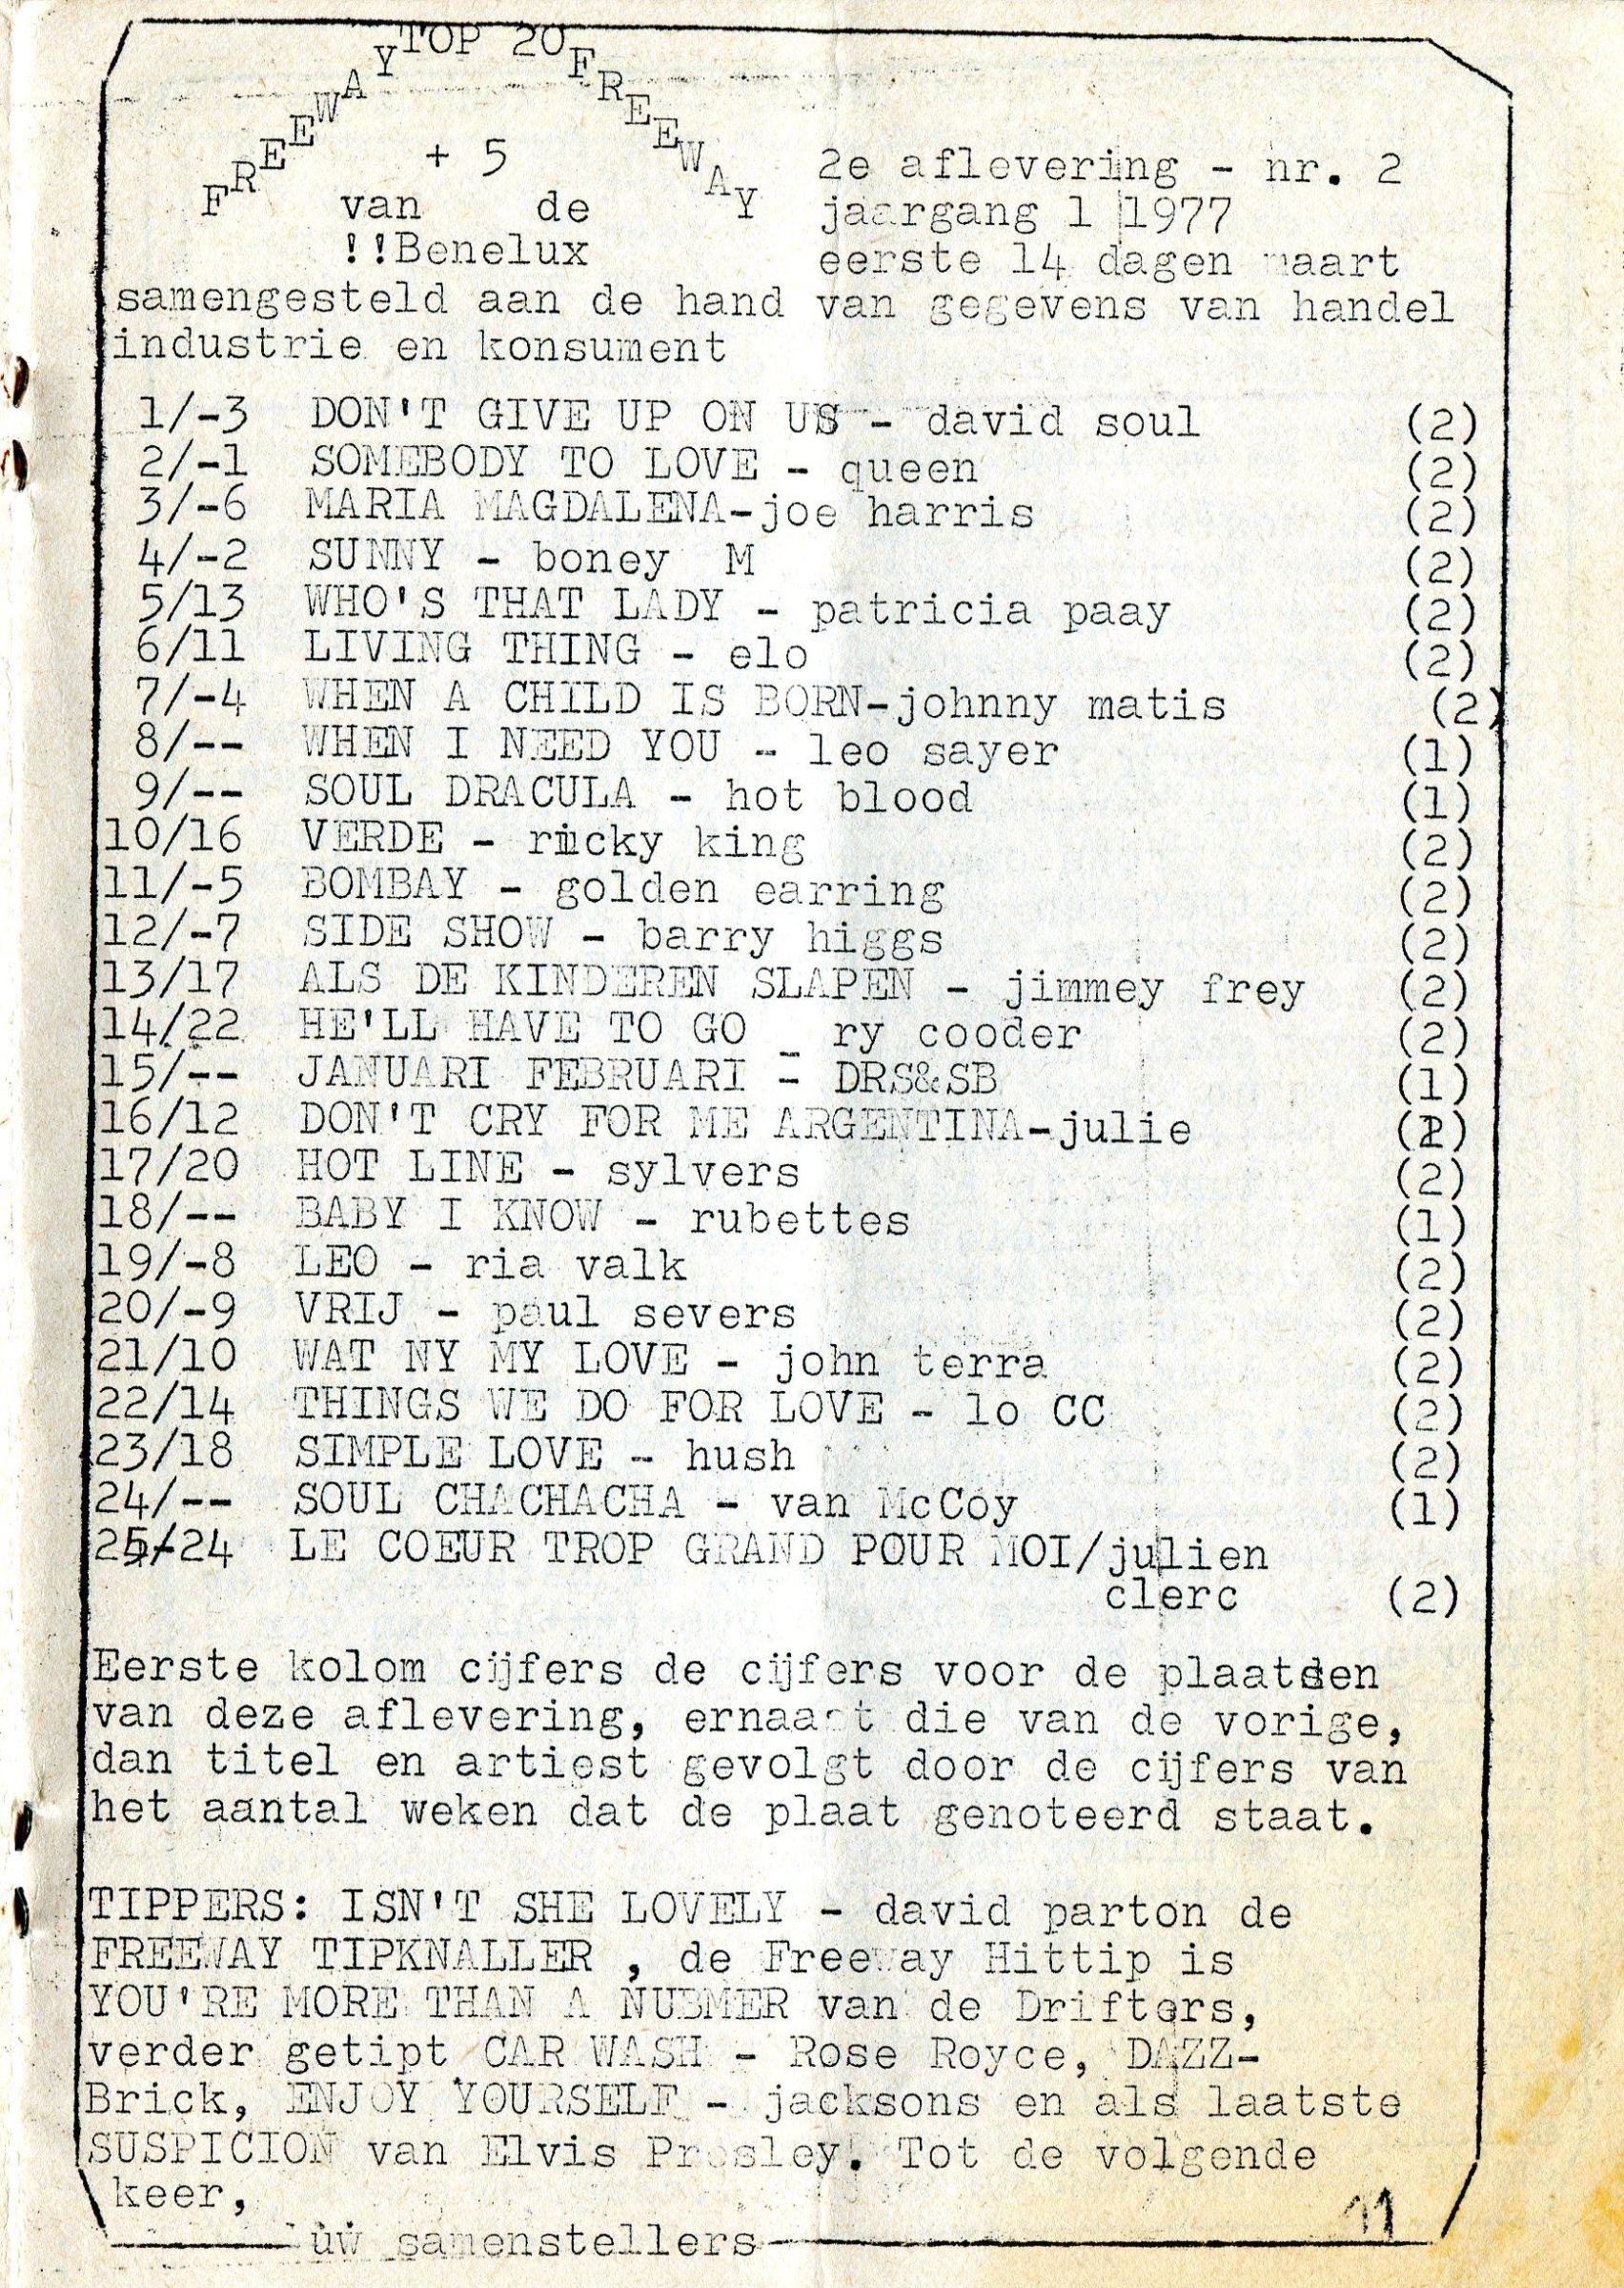 FREEWAY TOP 20 FREEWAY
+ 5
van de
!!Benelux
2e aflevering - nr. 2
jaargang 1 1977
eerste 14 dagen maart
samengesteld aan de hand van gegevens van handel
industrie en konsument
1/-3 DON'T GIVE UP ON US - david soul (2)
2/-1 SOMEBODY TO LOVE - queen (2)
3/-6 MARIA MAGDALENA-joe harris (2)
4/-2 SUNNY - boney M (2)
5/13 WHO'S THAT LADY - patricia paay (2)
6/11 LIVING THING - elo (2)
7/-4 WHEN A CHILD IS BORN-johnny matis (2)
8/-- WHEN I NEED YOU - leo sayer (1)
9/-- SOUL DRACULA - hot blood (1)
10/16 VERDE - ricky king (2)
11/-5 BOMBAY - golden earring (2)
12/-7 SIDE SHOW - barry higgs (2)
13/17 ALS DE KINDEREN SLAPEN - jimmey frey (2)
14/22 HE'LL HAVE TO GO _ ry cooder (2)
15/-- JANUARI FEBRUARI - DRS&SB (1)
16/12 DON'T CRY FOR ME ARGENTINA-julie (2)
17/20 HOT LINE - sylvers (2)
18/-- BABY I KNOW - rubettes (1)
19/-8 LEO - ria valk (2)
20/-9 VRIJ - paul severs (2)
21/10 WAT NY MY LOVE - john terra (2)
22/14 THINGS WE DO FOR LOVE - lo CC (2)
23/18 SIMPLE LOVE - hush (2)
24/-- SOUL CHACHACHA - van McCoy (1)
25/24 LE COEUR TROP GRAND POUR MOI/julien
clerc (2)
Eerste kolom cijfers de cijfers voor de plaatsen
van deze aflevering, ernaast die van de vorige,
dan titel en artiest gevolgt door de cijfers van
het aantal weken dat de plaat genoteerd staat.
TIPPERS: ISN'T SHE LOVELY - david parton de
FREEWAY TIPKNALLER , de Freeway Hittip is
YOU'RE MORE THAN A NUBMER van de Drifters,
verder getipt CAR WASH - Rose Royce, DAZZ-
Brick, ENJOY YOURSELF - jacksons en als laatste
SUSPICION van Elvis Presley. Tot de volgende
keer,
uw samenstellers
11